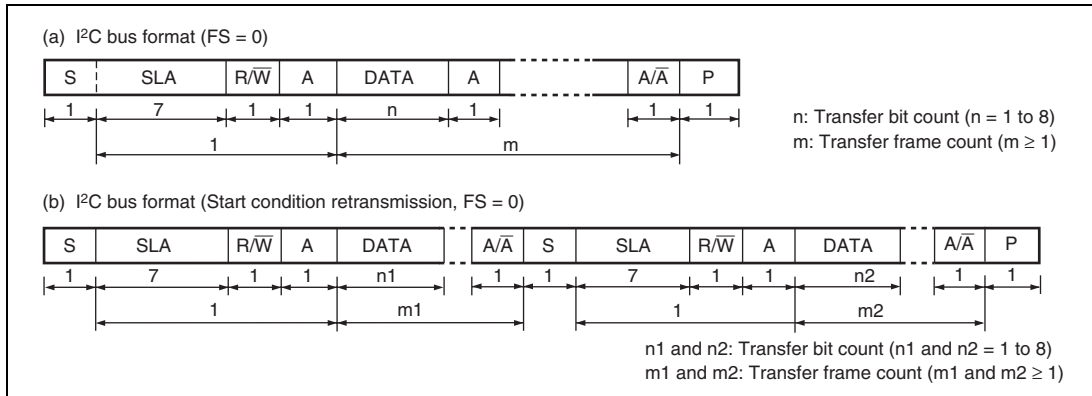 (a) I²C bus format (FS = 0)
S SLA R/W̅ A DATA A A/A̅ P
1 7 1 1 n 1 1 1
1 m
n: Transfer bit count (n = 1 to 8)
m: Transfer frame count (m ≥ 1)
(b) I²C bus format (Start condition retransmission, FS = 0)
S SLA R/W̅ A DATA A/A̅ S SLA R/W̅ A DATA A/A̅ P
1 7 1 1 n1 1 1 7 1 1 n2 1 1
1 m1 1 m2
n1 and n2: Transfer bit count (n1 and n2 = 1 to 8)
m1 and m2: Transfer frame count (m1 and m2 ≥ 1)